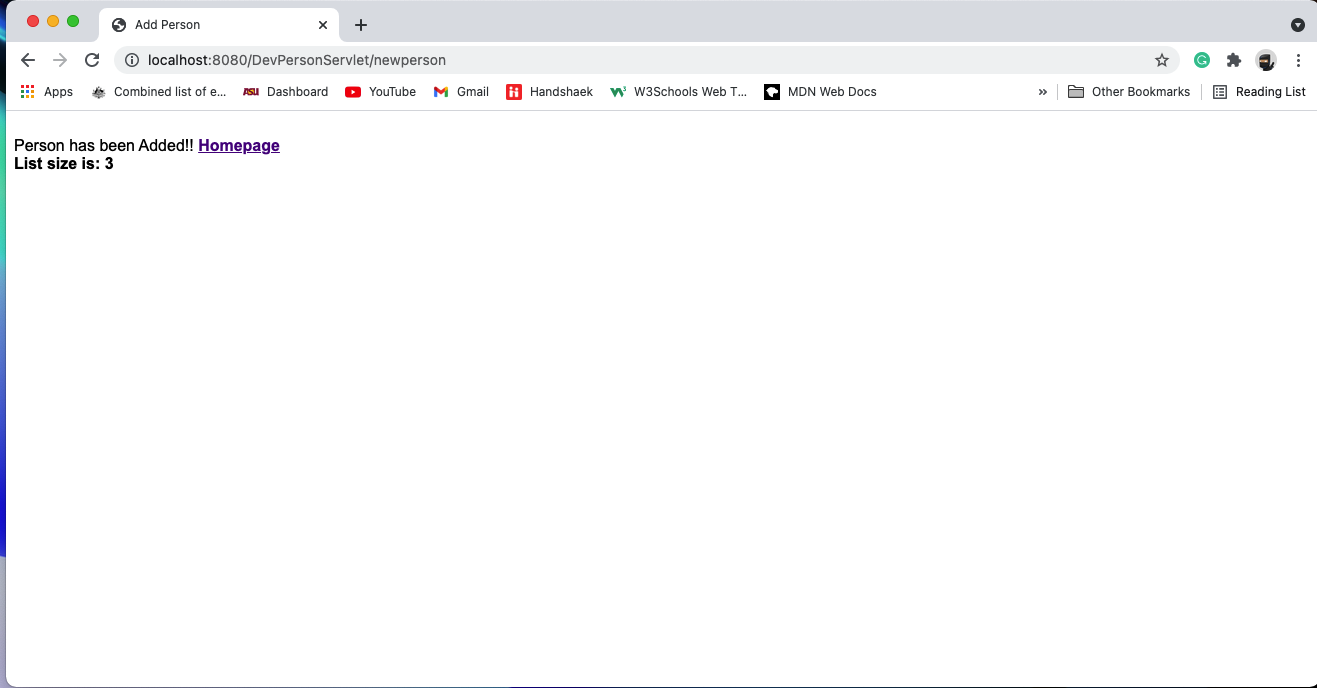 Add Person
localhost:8080/DevPersonServlet/newperson
Apps Combined list of e... ASU Dashboard YouTube Gmail Handshaek W3Schools Web T... MDN Web Docs » Other Bookmarks Reading List
Person has been Added!! Homepage
List size is: 3